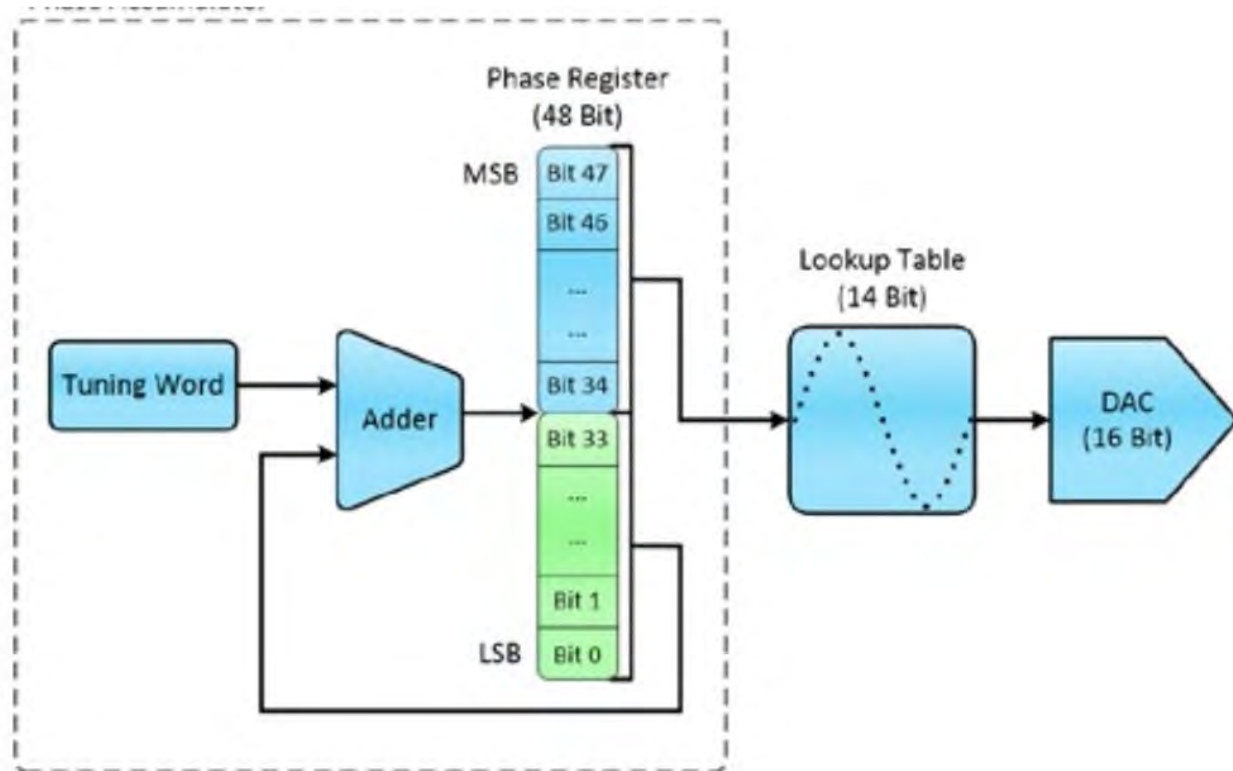 Phase Register
(48 Bit)
MSB
Bit 47
Bit 46
...
...
Bit 34
Bit 33
...
...
Bit 1
LSB
Bit 0
Tuning Word
Adder
Lookup Table
(14 Bit)
DAC
(16 Bit)